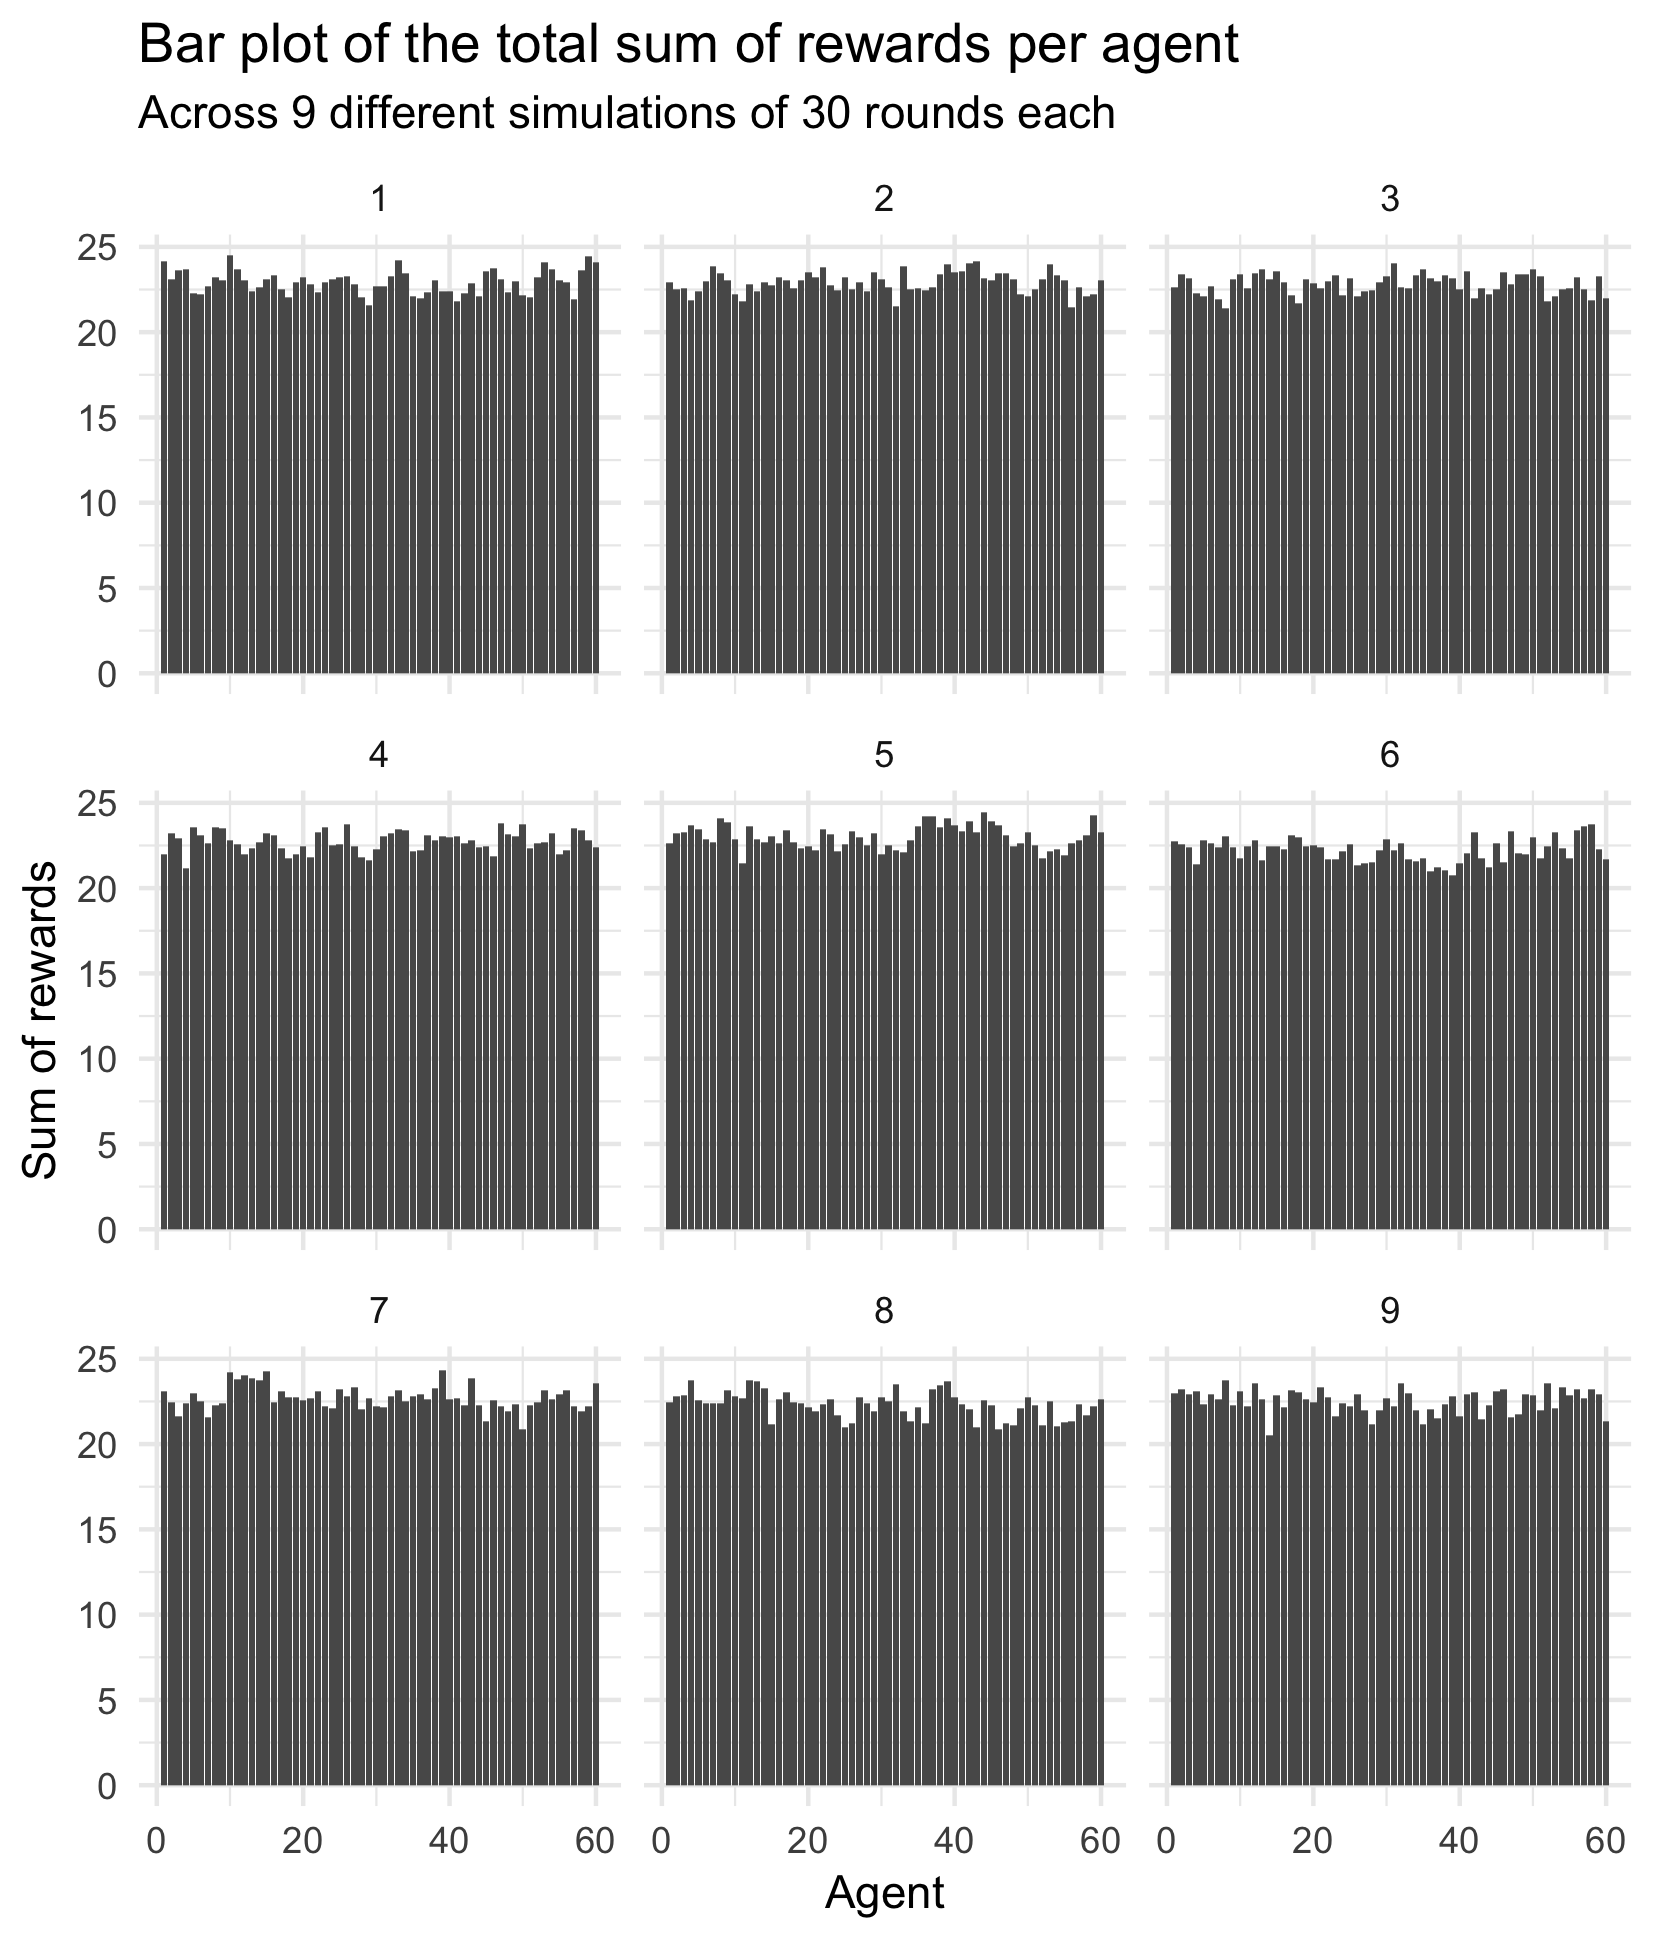 Bar plot of the total sum of rewards per agent
Across 9 different simulations of 30 rounds each
1 2 3
25
20
15
10
5
0
4 5 6
25
20
15
10
5
0
Sum of rewards
7 8 9
25
20
15
10
5
0
0 20 40 60 0 20 40 60 0 20 40 60
Agent